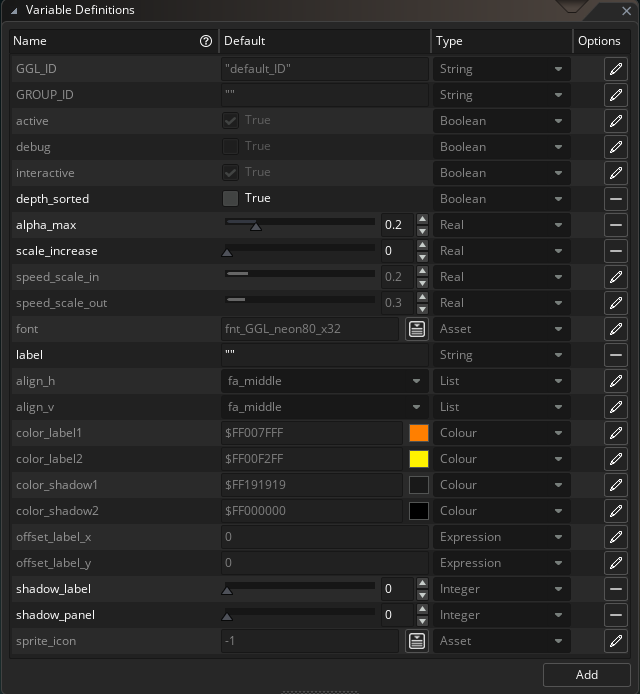 Variable Definitions
Name Default Type Options
GGL_ID "default_ID" String
GROUP_ID "" String
active True Boolean
debug True Boolean
interactive True Boolean
depth_sorted True Boolean
alpha_max 0.2 Real
scale_increase 0 Real
speed_scale_in 0.2 Real
speed_scale_out 0.3 Real
font fnt_GGL_neon80_x32 Asset
label "" String
align_h fa_middle List
align_v fa_middle List
color_label1 $FF007FFF Colour
color_label2 $FF00F2FF Colour
color_shadow1 $FF191919 Colour
color_shadow2 $FF000000 Colour
offset_label_x 0 Expression
offset_label_y 0 Expression
shadow_label 0 Integer
shadow_panel 0 Integer
sprite_icon -1 Asset
Add